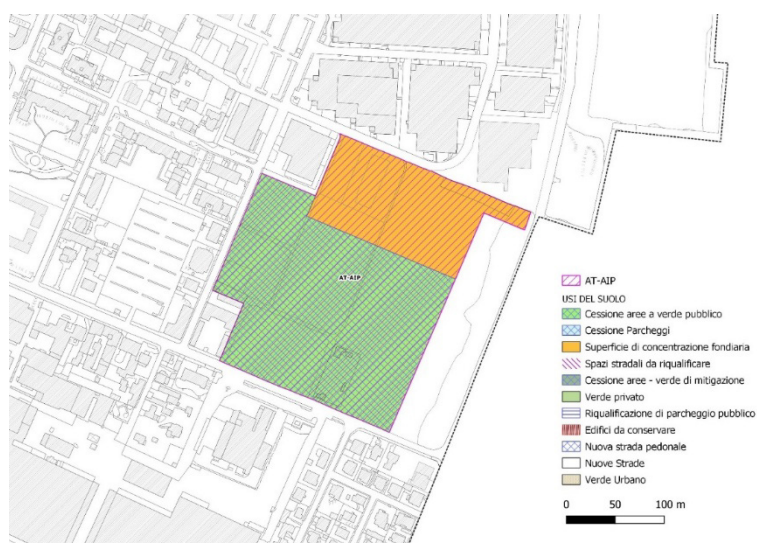 AT-AIP
AT-AIP
USI DEL SUOLO
Cessione aree a verde pubblico
Cessione Parcheggi
Superficie di concentrazione fondiaria
Spazi stradali da riqualificare
Cessione aree - verde di mitigazione
Verde privato
Riqualificazione di parcheggio pubblico
Edifici da conservare
Nuova strada pedonale
Nuove Strade
Verde Urbano
0 50 100 m